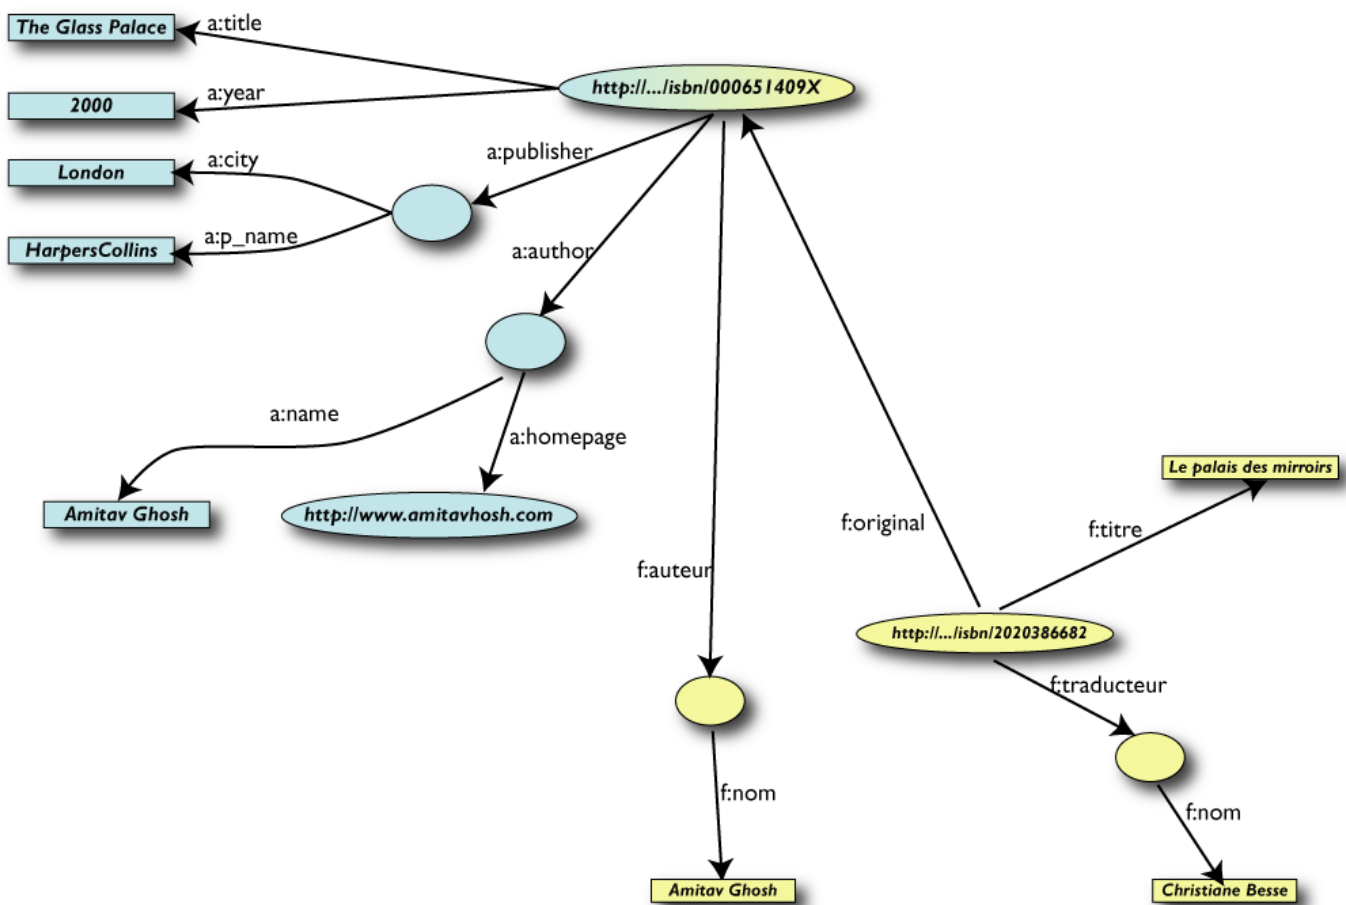 The Glass Palace
a:title
http://.../isbn/000651409X
2000
a:year
London
a:city
a:publisher
HarpersCollins
a:p_name
a:author
a:name
a:homepage
Amitav Ghosh
http://www.amitavhosh.com
Le palais des mirroirs
f:original
f:titre
f:auteur
http://.../isbn/2020386682
f:traducteur
f:nom
f:nom
Amitav Ghosh
Christiane Besse